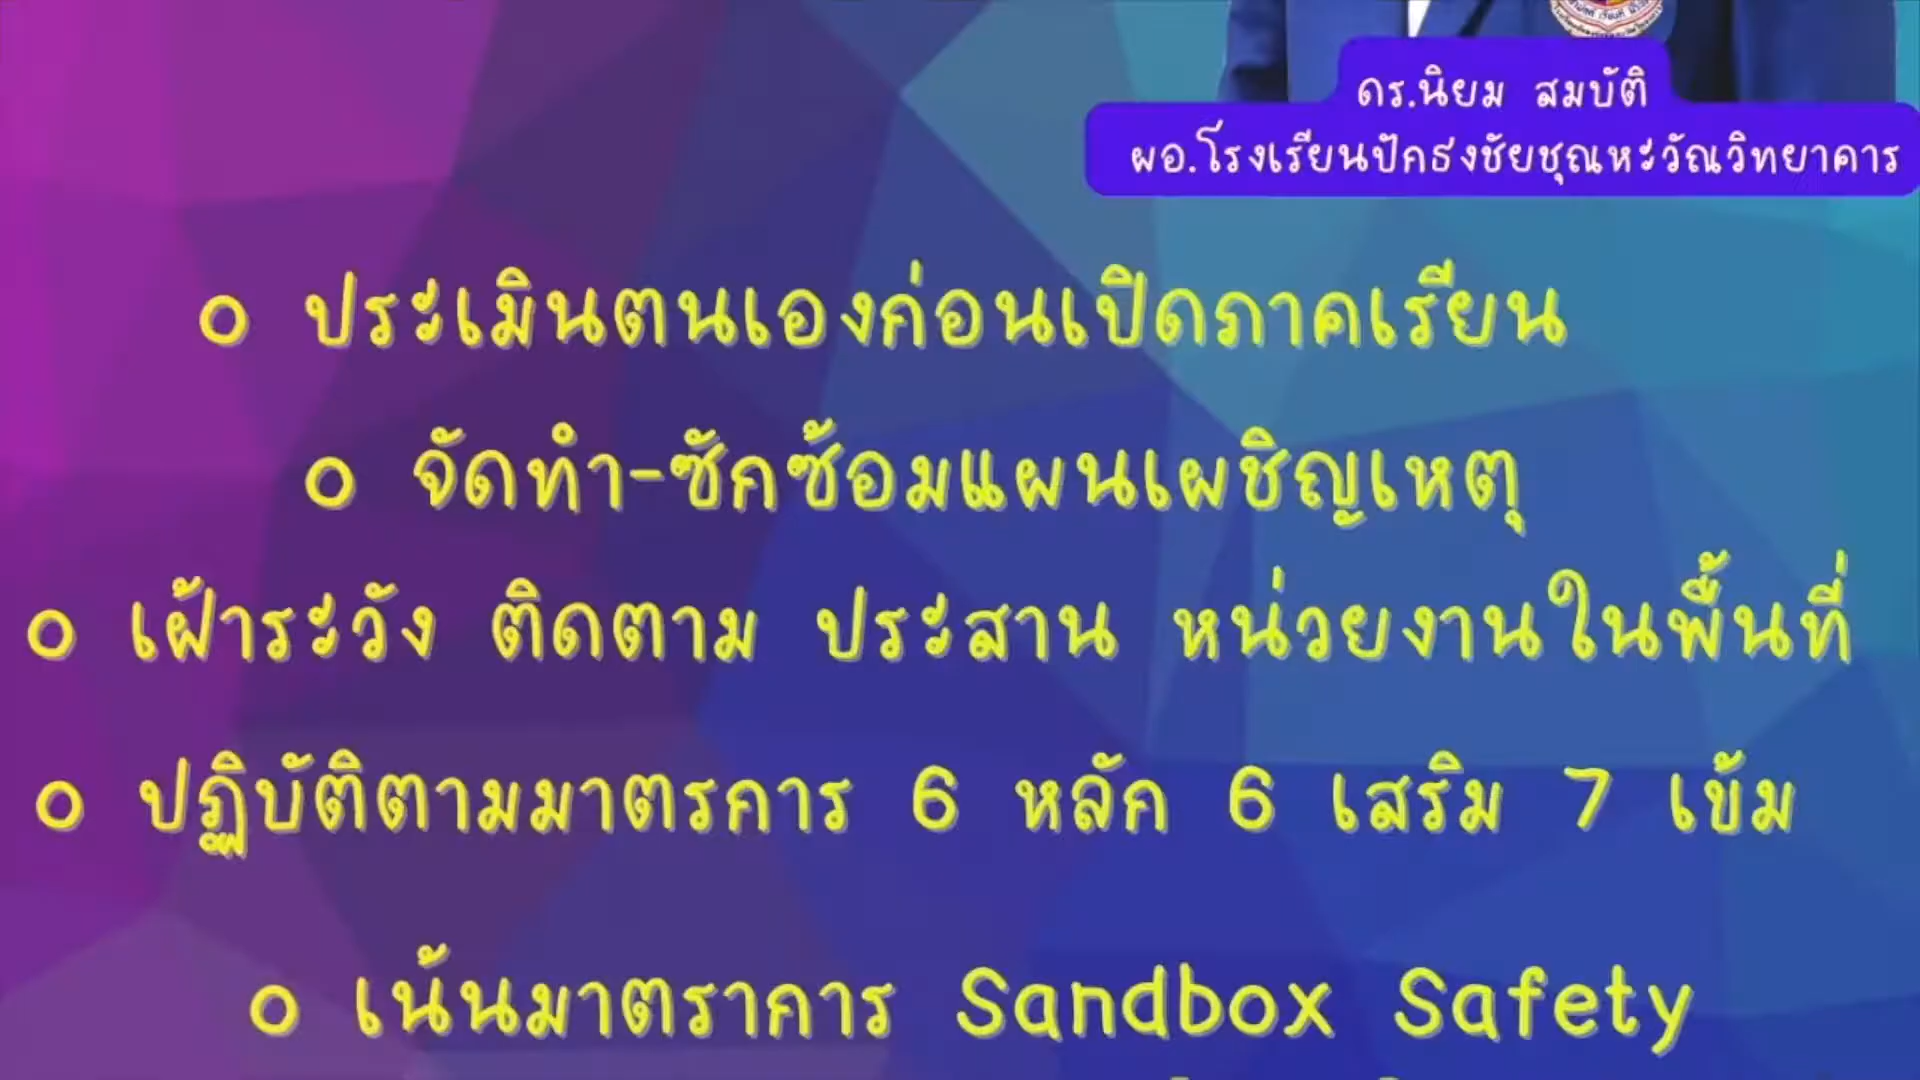 ดร.นิยม สมบัติ
ผอ.โรงเรียนปักธงชัยชุณหะวัณวิทยาคาร
o ประเมินตนเองก่อนเปิดภาคเรียน
o จัดทำ-ซักซ้อมแผนเผชิญเหตุ
o เฝ้าระวัง ติดตาม ประสาน หน่วยงานในพื้นที่
o ปฏิบัติตามมาตรการ 6 หลัก 6 เสริม 7 เข้ม
o เน้นมาตราการ Sandbox Safety